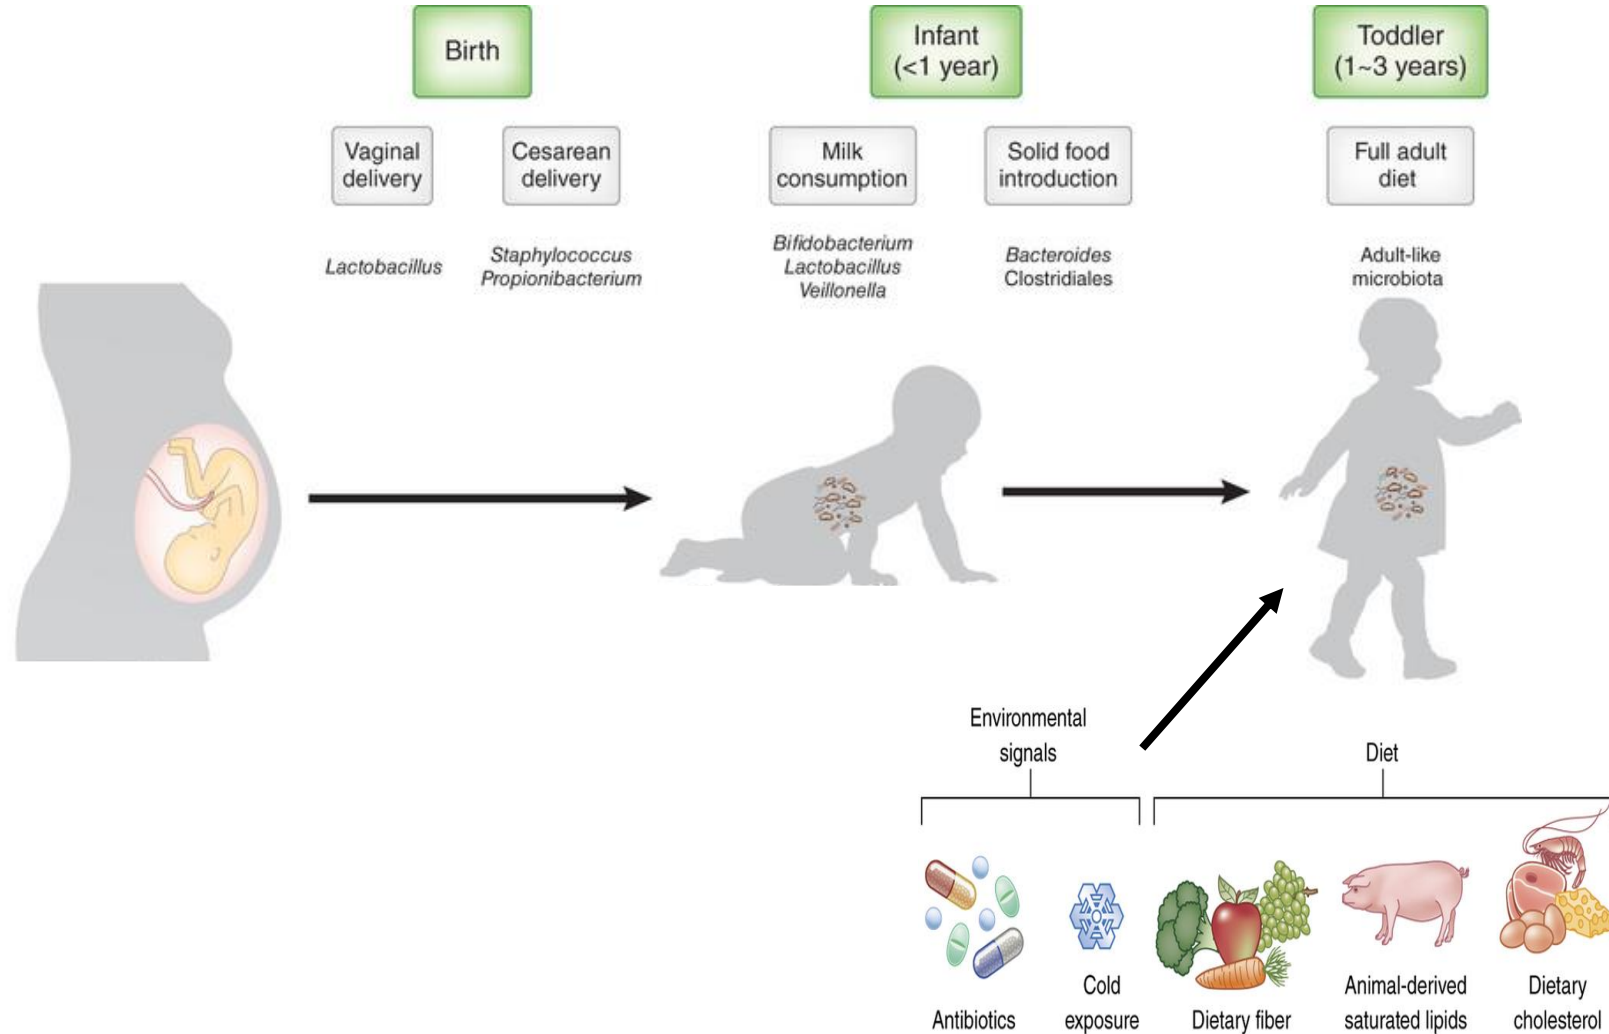 Birth
Infant
(<1 year)
Toddler
(1~3 years)
Vaginal
delivery
Cesarean
delivery
Milk
consumption
Solid food
introduction
Full adult
diet
Lactobacillus
Staphylococcus
Propionibacterium
Bifidobacterium
Lactobacillus
Veillonella
Bacteroides
Clostridiales
Adult-like
microbiota
Environmental
signals
Diet
Antibiotics
Cold
exposure
Dietary fiber
Animal-derived
saturated lipids
Dietary
cholesterol